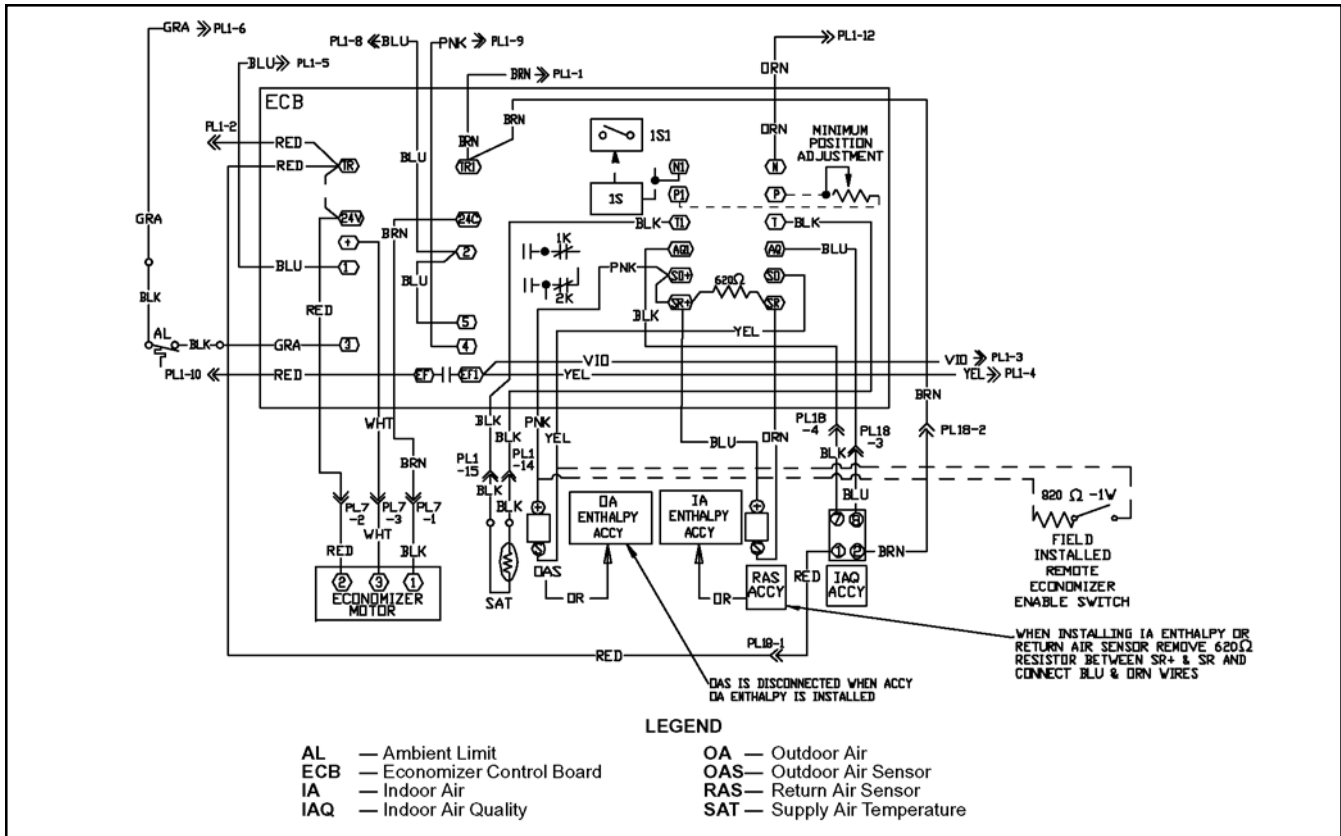 GRA PL1-6
PL1-8 BLU
PNK PL1-9
PL1-12
BLU PL1-5
BRN PL1-1
ORN
ECB
BRN
PL1-2
RED
BRN
ORN
1S1
MINIMUM
POSITION
ADJUSTMENT
RED
TR
BLU
TR1
N1
N
1S
P1
P
GRA
24V
24C
BLK
T1
T
BLK
+
BRN
1K
AQ1
AQ
BLU
BLU
1
2
PNK
SO+
620Ω
SO
BLU
2K
SR+
SR
BLK
RED
BLK
5
YEL
AL
BLK
GRA
3
4
VIO
VIO PL1-3
PL1-10
RED
EF
EF1
YEL
YEL PL1-4
BRN
WHT
BLK
PNK
PL18
-4
PL18
-3
PL18-2
BLK
YEL
BLU
ORN
BRN
PL1
-15
PL1
-14
BLK
BLK
BLK
820 Ω -1W
PL7
-2
PL7
-3
PL7
-1
+
OA
ENTHALPY
ACCY
IA
ENTHALPY
ACCY
+
BLU
7 8
FIELD
INSTALLED
REMOTE
ECONOMIZER
ENABLE SWITCH
WHT
RED
BLK
S
S
1 2
BRN
2
3
1
OAS
RAS
ACCY
RED
IAQ
ACCY
ECONOMIZER
MOTOR
SAT
OR
OR
RED
PL18-1
WHEN INSTALLING IA ENTHALPY OR
RETURN AIR SENSOR REMOVE 620Ω
RESISTOR BETWEEN SR+ & SR AND
CONNECT BLU & ORN WIRES
OAS IS DISCONNECTED WHEN ACCY
OA ENTHALPY IS INSTALLED
LEGEND
AL — Ambient Limit
ECB — Economizer Control Board
IA — Indoor Air
IAQ — Indoor Air Quality
OA — Outdoor Air
OAS — Outdoor Air Sensor
RAS — Return Air Sensor
SAT — Supply Air Temperature